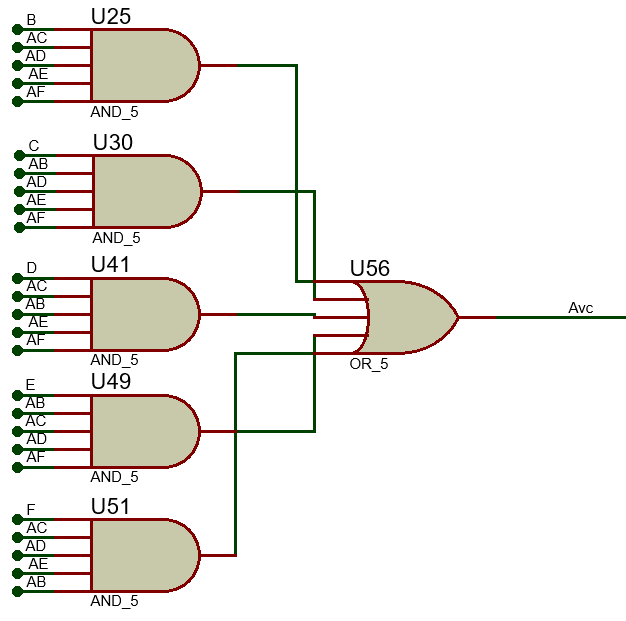 U25
B
AC
AD
AE
AF
AND_5
U30
C
AB
AD
AE
AF
AND_5
U41
D
AC
AB
AE
AF
AND_5
U49
E
AB
AC
AD
AF
AND_5
U51
F
AC
AD
AE
AB
AND_5
U56
OR_5
Avc